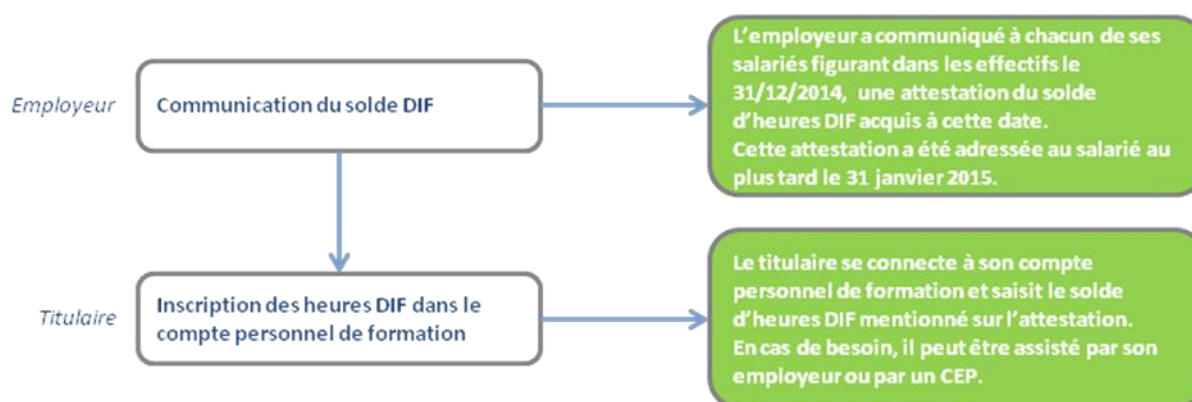 Employeur
Communication du solde DIF
L'employeur a communiqué à chacun de ses
salariés figurant dans les effectifs le
31/12/2014, une attestation du solde
d'heures DIF acquis à cette date.
Cette attestation a été adressée au salarié au
plus tard le 31 janvier 2015.
Titulaire
Inscription des heures DIF dans le
compte personnel de formation
Le titulaire se connecte à son compte
personnel de formation et saisit le solde
d'heures DIF mentionné sur l'attestation.
En cas de besoin, il peut être assisté par son
employeur ou par un CEP.